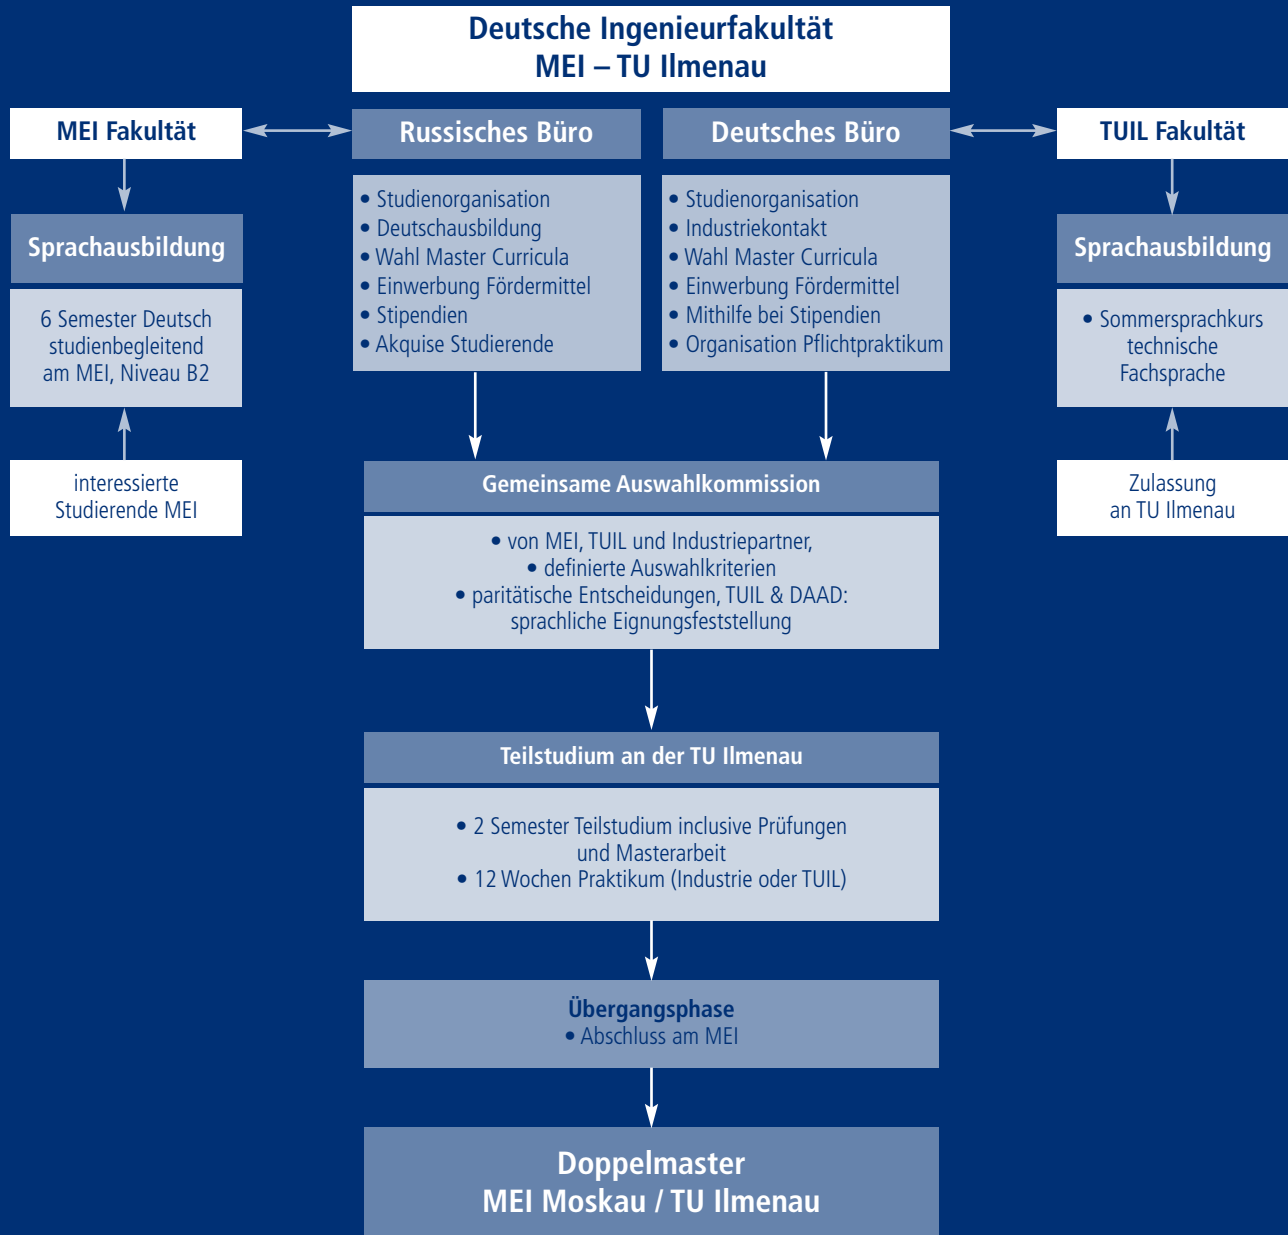 Deutsche Ingenieurfakultät
MEI – TU Ilmenau
MEI Fakultät
Russisches Büro
Deutsches Büro
TUIL Fakultät
• Studienorganisation
• Deutschausbildung
• Wahl Master Curricula
• Einwerbung Fördermittel
• Stipendien
• Akquise Studierende
• Studienorganisation
• Industriekontakt
• Wahl Master Curricula
• Einwerbung Fördermittel
• Mithilfe bei Stipendien
• Organisation Pflichtpraktikum
Sprachausbildung
6 Semester Deutsch
studienbegleitend
am MEI, Niveau B2
interessierte
Studierende MEI
Sprachausbildung
• Sommersprachkurs
technische
Fachsprache
Zulassung
an TU Ilmenau
Gemeinsame Auswahlkommission
• von MEI, TUIL und Industriepartner,
• definierte Auswahlkriterien
• paritätische Entscheidungen, TUIL & DAAD:
sprachliche Eignungsfeststellung
Teilstudium an der TU Ilmenau
• 2 Semester Teilstudium inclusive Prüfungen
und Masterarbeit
• 12 Wochen Praktikum (Industrie oder TUIL)
Übergangsphase
• Abschluss am MEI
Doppelmaster
MEI Moskau / TU Ilmenau